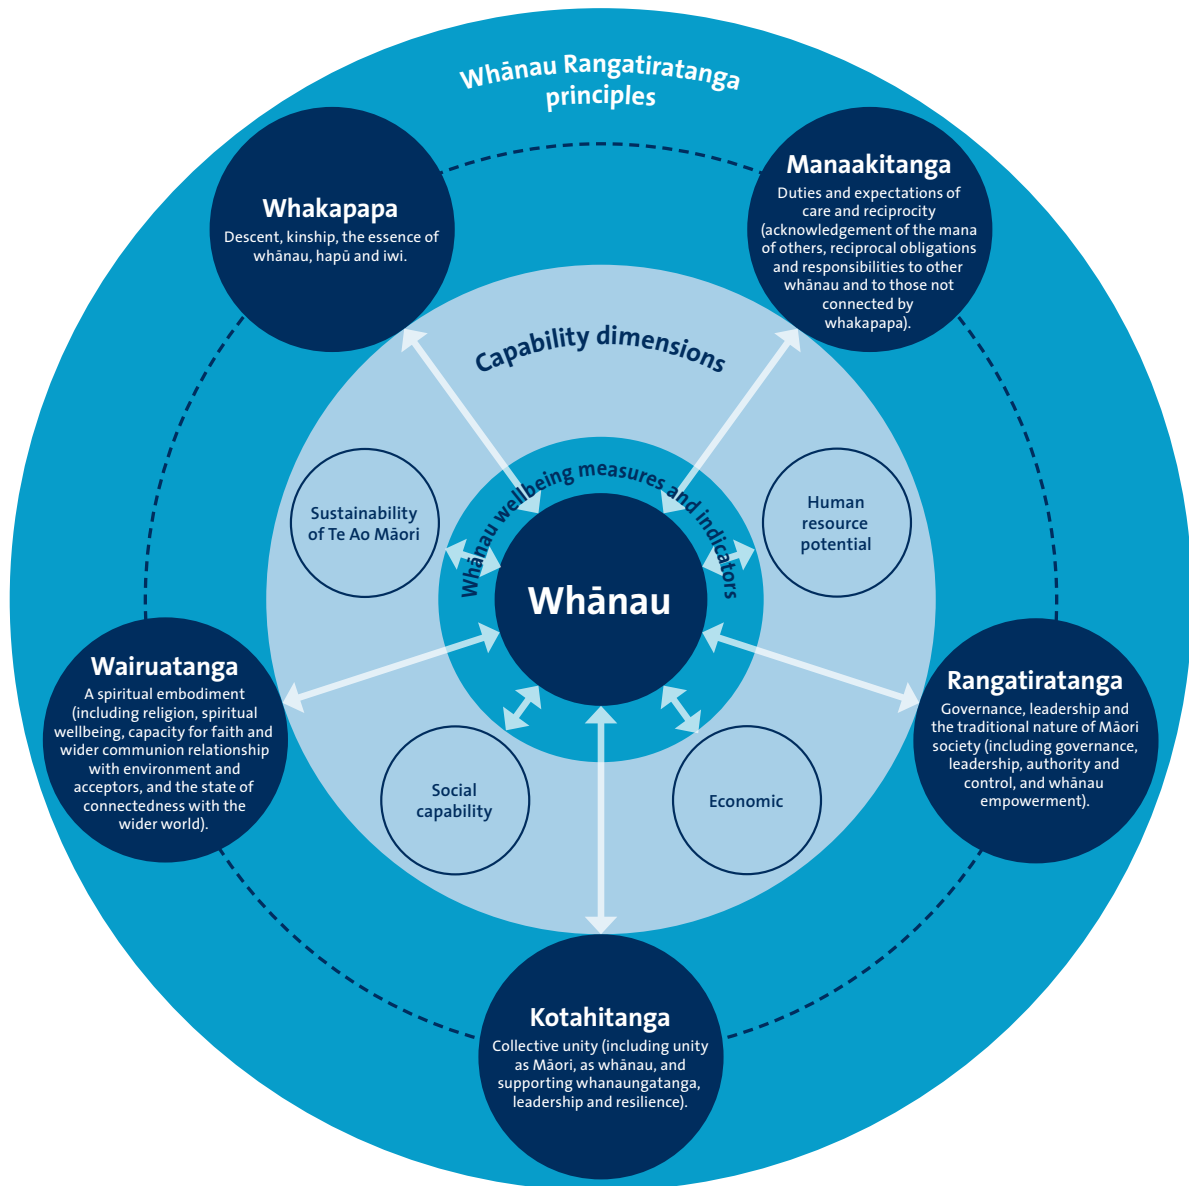 Whānau Rangatiratanga
principles
Whakapapa
Descent, kinship, the essence of
whānau, hapū and iwi.
Manaakitanga
Duties and expectations of
care and reciprocity
(acknowledgement of the mana
of others, reciprocal obligations
and responsibilities to other
whānau and to those not
connected by
whakapapa).
Capability dimensions
Sustainability
of Te Ao Māori
Human
resource
potential
Whānau wellbeing measures and indicators
Whānau
Wairuatanga
A spiritual embodiment
(including religion, spiritual
wellbeing, capacity for faith and
wider communion relationship
with environment and
acceptors, and the state of
connectedness with the
wider world).
Rangatiratanga
Governance, leadership and
the traditional nature of Māori
society (including governance,
leadership, authority and
control, and whānau
empowerment).
Social
capability
Economic
Kotahitanga
Collective unity (including unity
as Māori, as whānau, and
supporting whanaungatanga,
leadership and resilience).